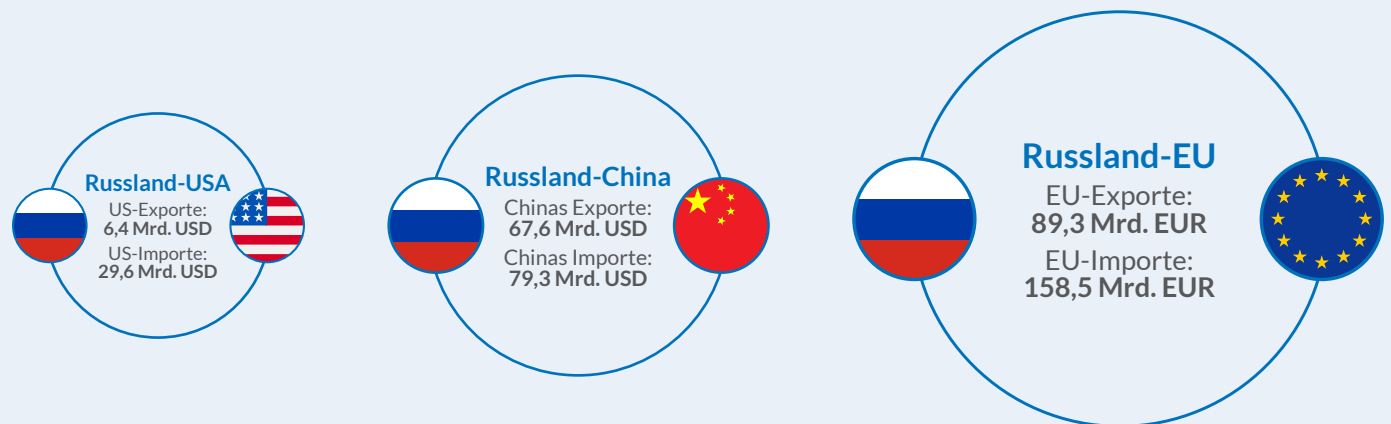 Russland-USA
US-Exporte:
6,4 Mrd. USD
US-Importe:
29,6 Mrd. USD
Russland-China
Chinas Exporte:
67,6 Mrd. USD
Chinas Importe:
79,3 Mrd. USD
Russland-EU
EU-Exporte:
89,3 Mrd. EUR
EU-Importe:
158,5 Mrd. EUR